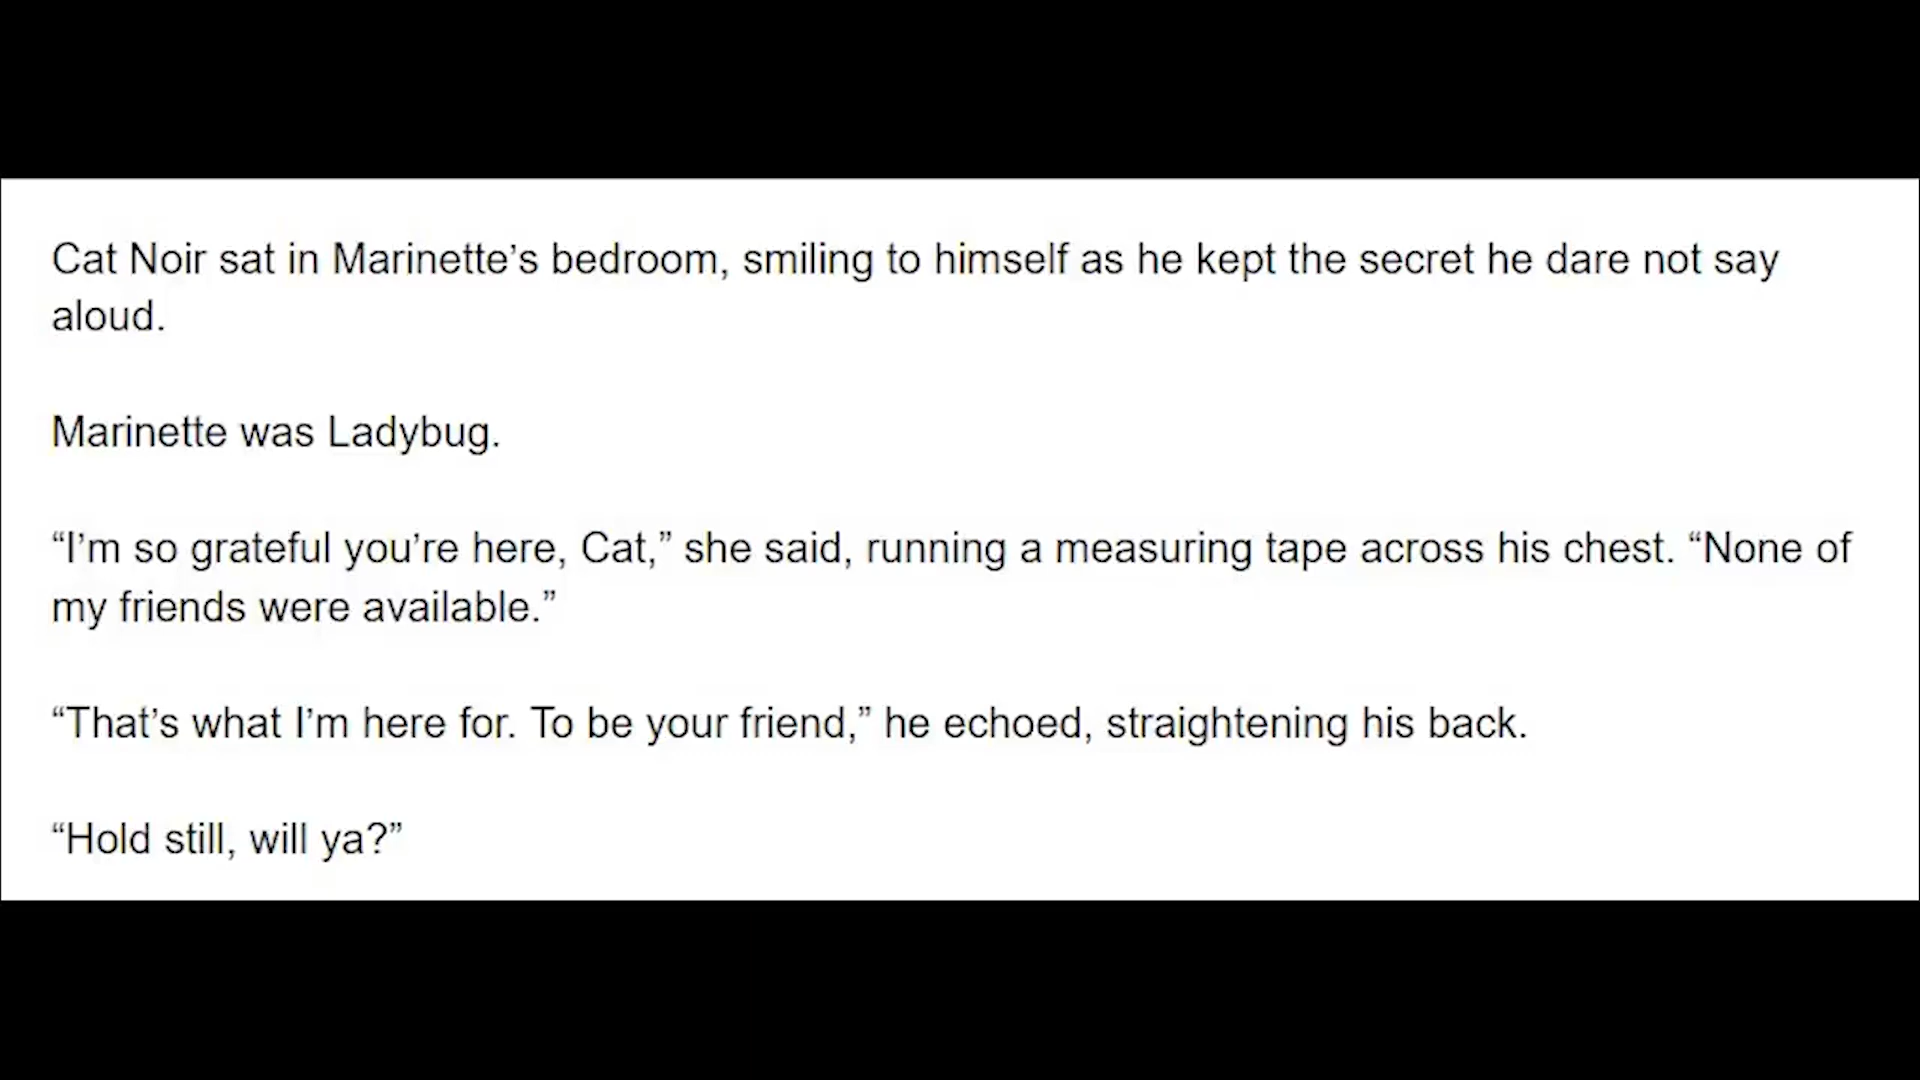 Cat Noir sat in Marinette’s bedroom, smiling to himself as he kept the secret he dare not say
aloud.
Marinette was Ladybug.
“I’m so grateful you’re here, Cat,” she said, running a measuring tape across his chest. “None of
my friends were available.”
“That’s what I’m here for. To be your friend,” he echoed, straightening his back.
“Hold still, will ya?”